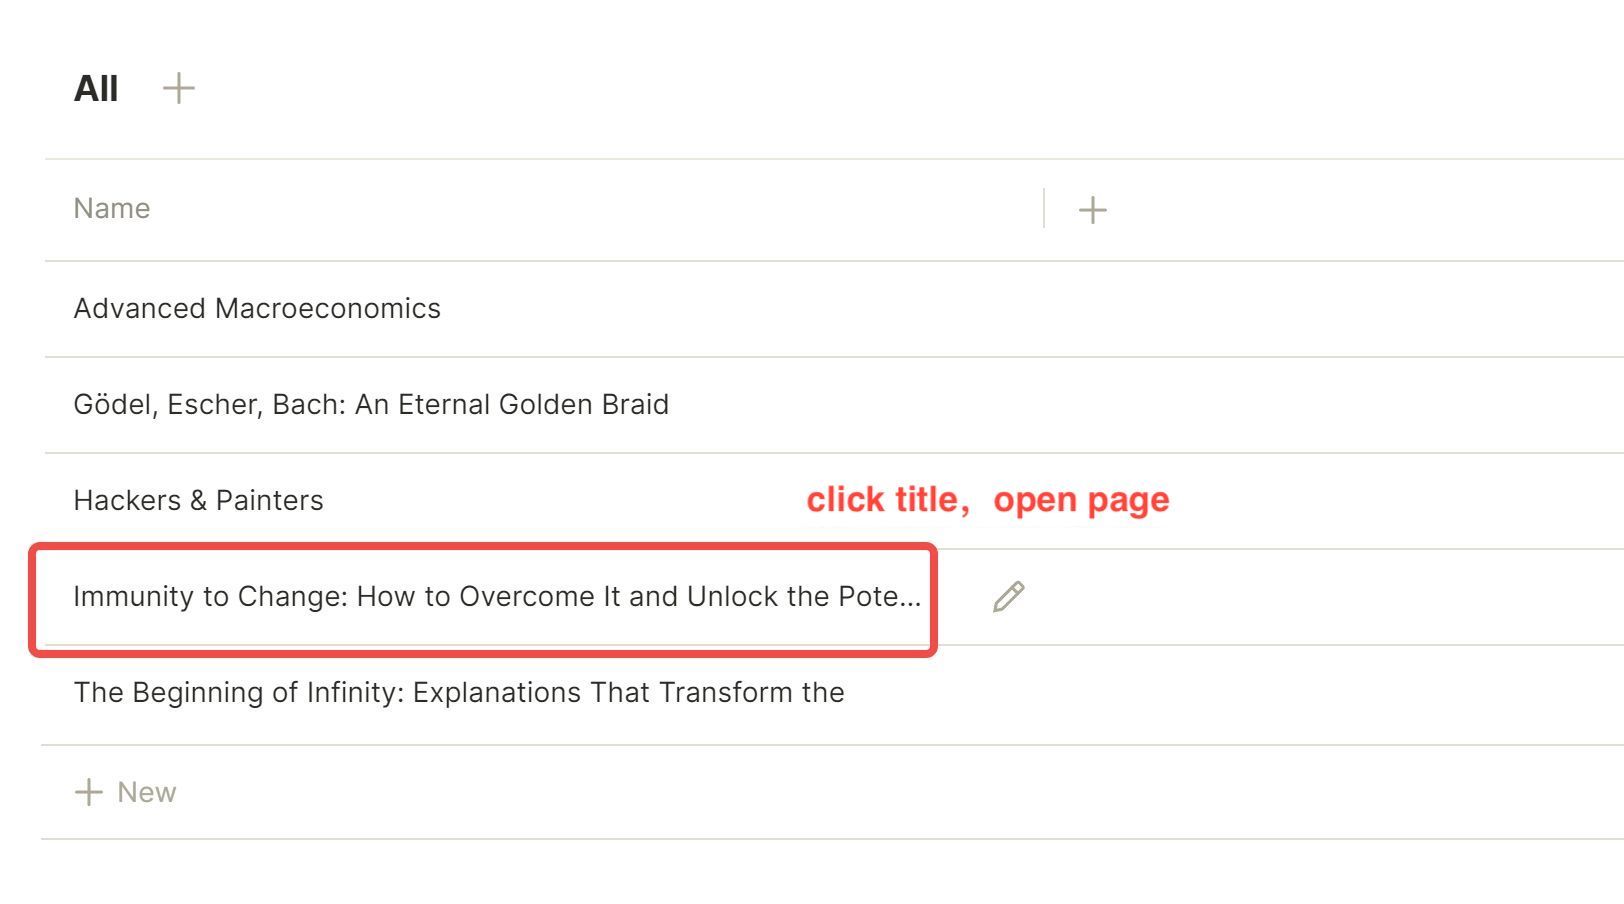 All
Name
Advanced Macroeconomics
Gödel, Escher, Bach: An Eternal Golden Braid
Hackers & Painters
click title，open page
Immunity to Change: How to Overcome It and Unlock the Pote...
The Beginning of Infinity: Explanations That Transform the
New